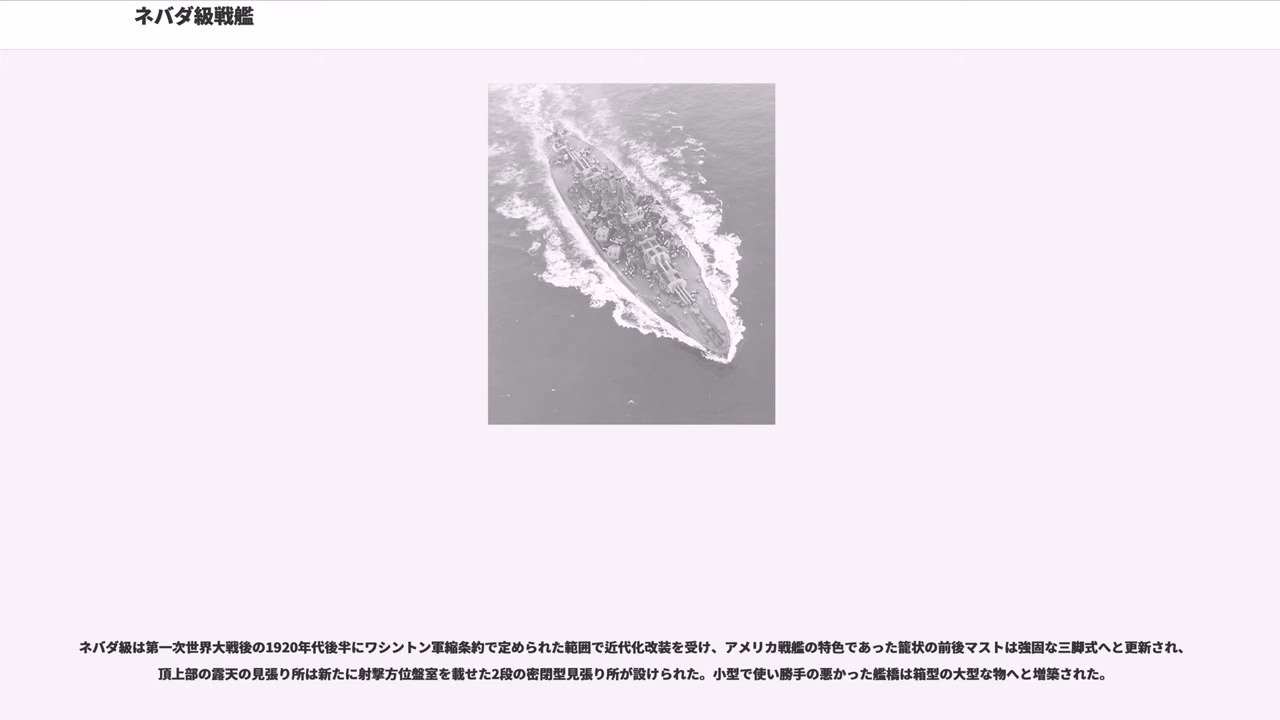 ネバダ級戦艦
ネバダ級は第一次世界大戦後の1920年代後半にワシントン軍縮条約で定められた範囲で近代化改装を受け、アメリカ戦艦の特色であった籠状の前後マストは強固な三脚式へと更新され、
頂上部の露天の見張り所は新たに射撃方位盤室を載せた2段の密閉型見張り所が設けられた。小型で使い勝手の悪かった艦橋は箱型の大型な物へと増築された。